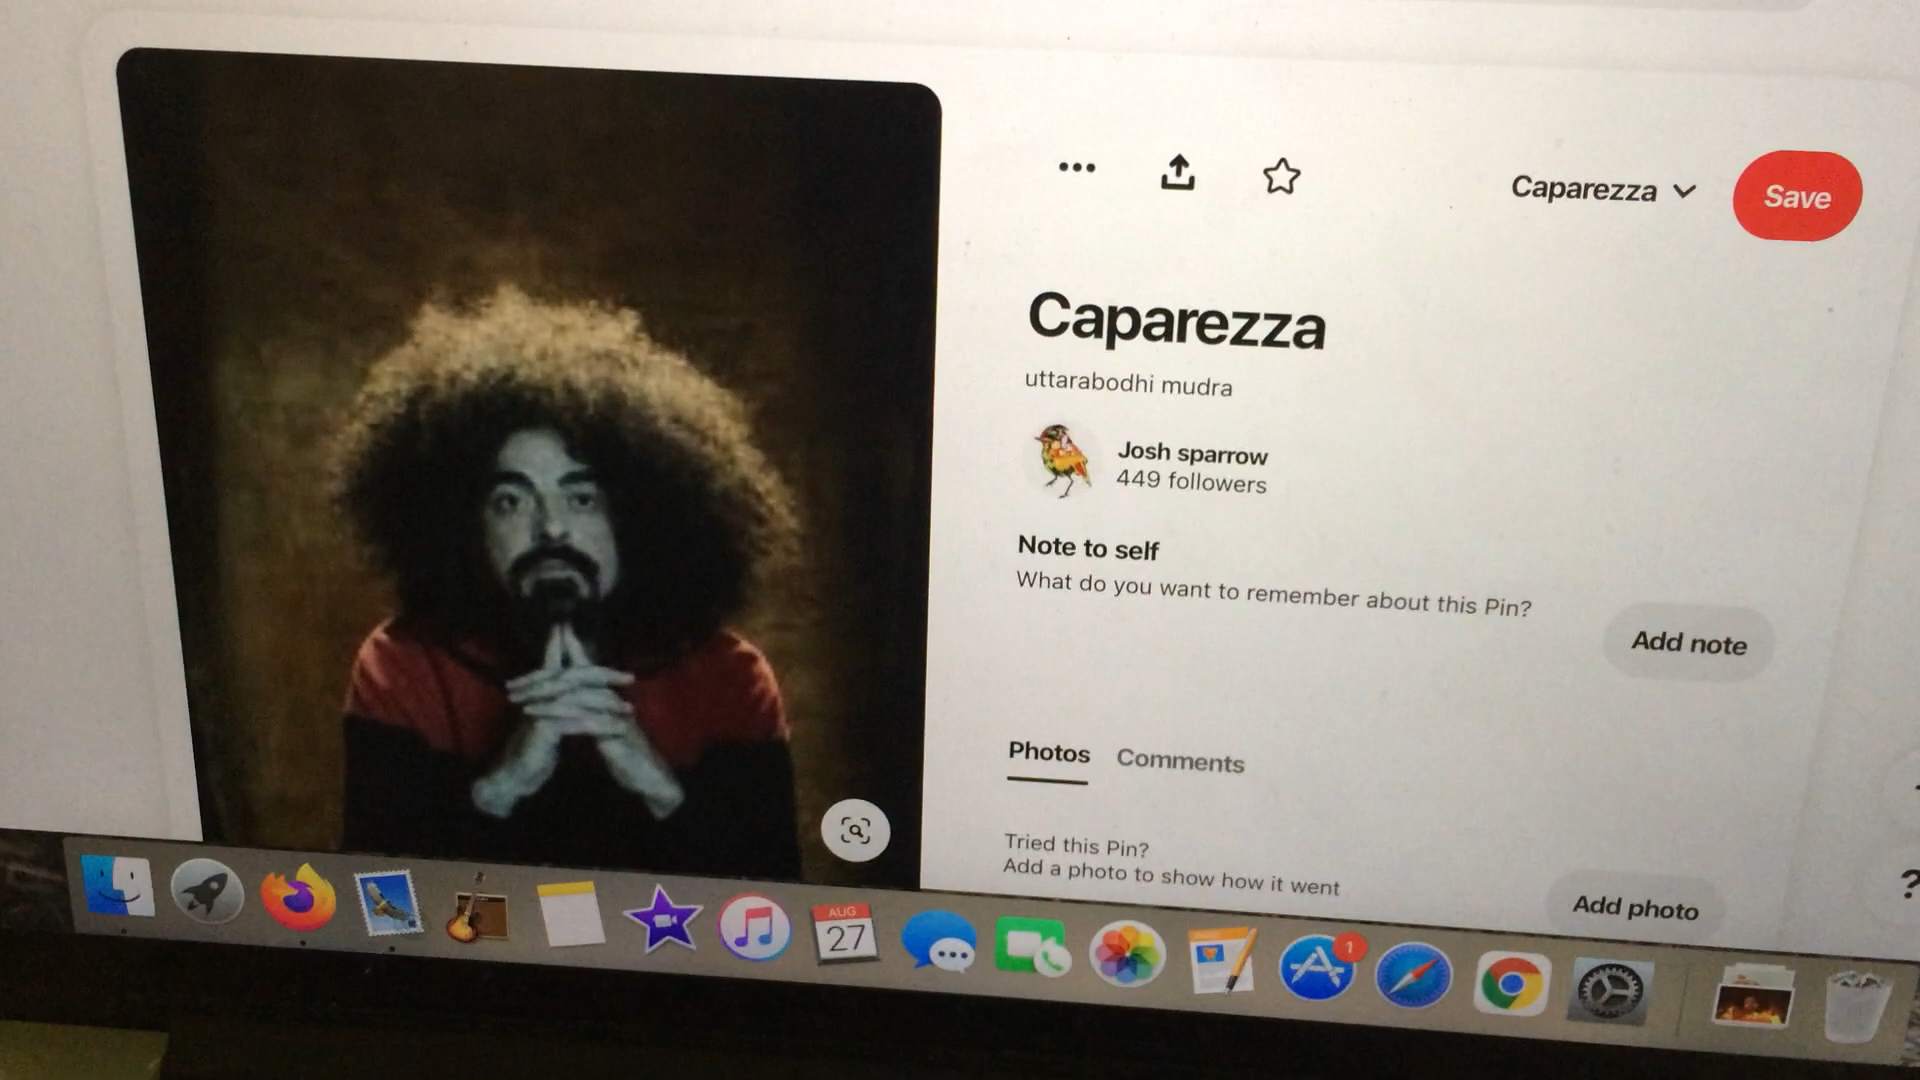 Caparezza
Save
Caparezza
uttarabodhi mudra
Josh sparrow
449 followers
Note to self
What do you want to remember about this Pin?
Add note
Photos Comments
Tried this Pin?
Add a photo to show how it went
Add photo
?
AUG
27
1